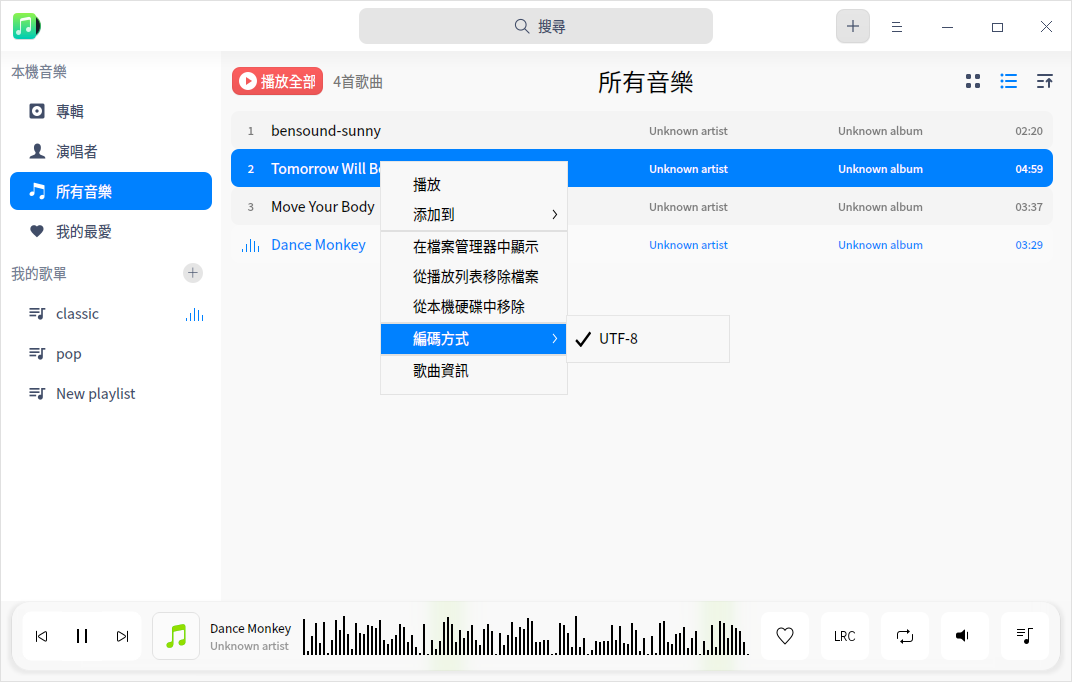 搜尋
本機音樂
專輯
演唱者
所有音樂
我的最愛
我的歌單
classic
pop
New playlist
播放全部 4首歌曲 所有音樂
1 bensound-sunny Unknown artist Unknown album 02:20
2 Tomorrow Will B Unknown artist Unknown album 04:59
3 Move Your Body Unknown artist Unknown album 03:37
Dance Monkey Unknown artist Unknown album 03:29
播放
添加到
在檔案管理器中顯示
從播放列表移除檔案
從本機硬碟中移除
編碼方式
UTF-8
歌曲資訊
Dance Monkey
Unknown artist
LRC